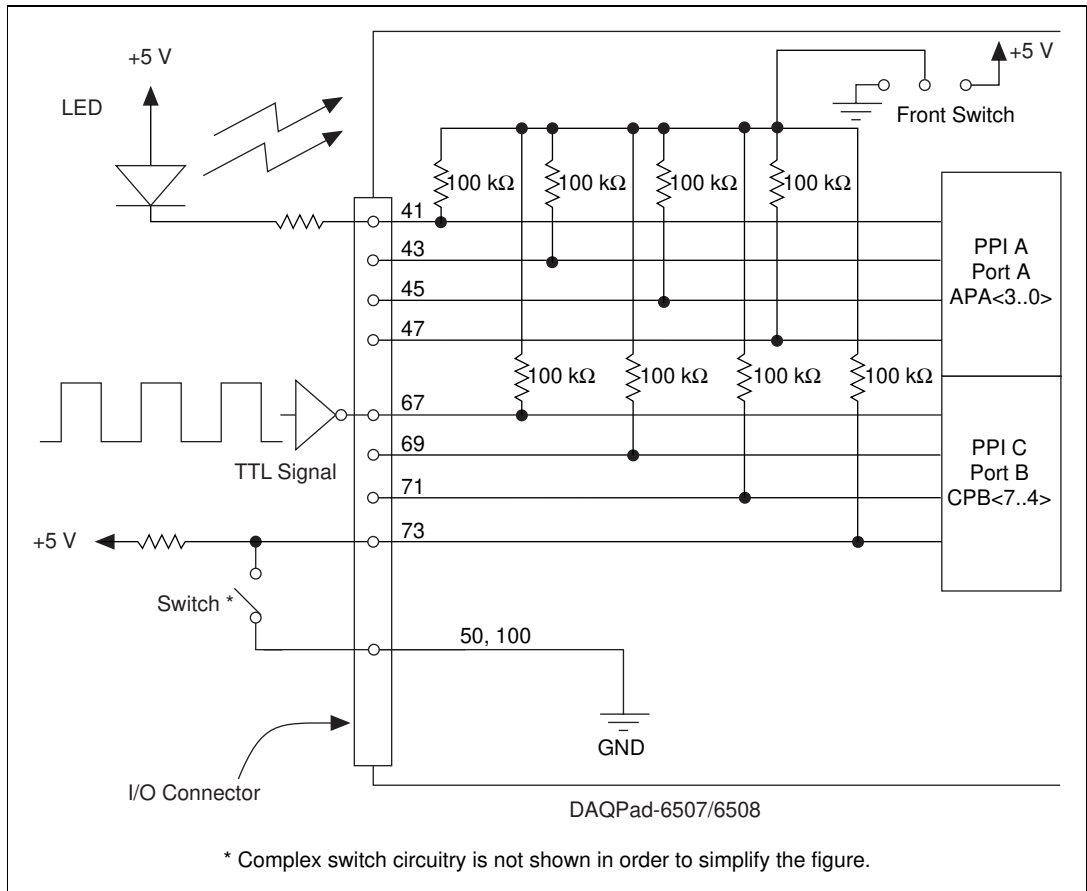 +5 V
+5 V
LED
Front Switch
100 kΩ
100 kΩ
100 kΩ
100 kΩ
41
43
45
47
PPI A
Port A
APA<3..0>
100 kΩ
100 kΩ
100 kΩ
100 kΩ
67
69
71
73
TTL Signal
PPI C
Port B
CPB<7..4>
+5 V
Switch *
50, 100
GND
I/O Connector
DAQPad-6507/6508
* Complex switch circuitry is not shown in order to simplify the figure.